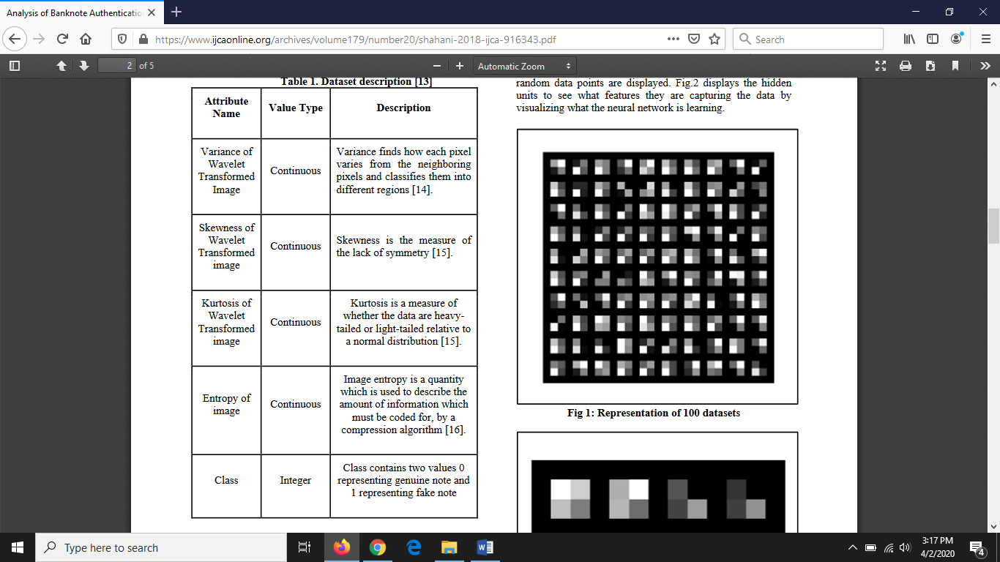 Analysis of Banknote Authenticatio
https://www.ijcaonline.org/archives/volume179/number20/shahani-2018-ijca-916343.pdf
Search
2 of 5
Automatic Zoom
Table 1. Dataset description [13]
Attribute
Name
Value Type
Description
Variance of
Wavelet
Transformed
Image
Continuous
Variance finds how each pixel
varies from the neighboring
pixels and classifies them into
different regions [14].
Skewness of
Wavelet
Transformed
image
Continuous
Skewness is the measure of
the lack of symmetry [15].
Kurtosis of
Wavelet
Transformed
image
Continuous
Kurtosis is a measure of
whether the data are heavy-
tailed or light-tailed relative to
a normal distribution [15].
Entropy of
image
Continuous
Image entropy is a quantity
which is used to describe the
amount of information which
must be coded for, by a
compression algorithm [16].
Class
Integer
Class contains two values 0
representing genuine note and
1 representing fake note
random data points are displayed. Fig.2 displays the hidden
units to see what features they are capturing the data by
visualizing what the neural network is learning.
Fig 1: Representation of 100 datasets
Type here to search
3:17 PM
4/2/2020
4